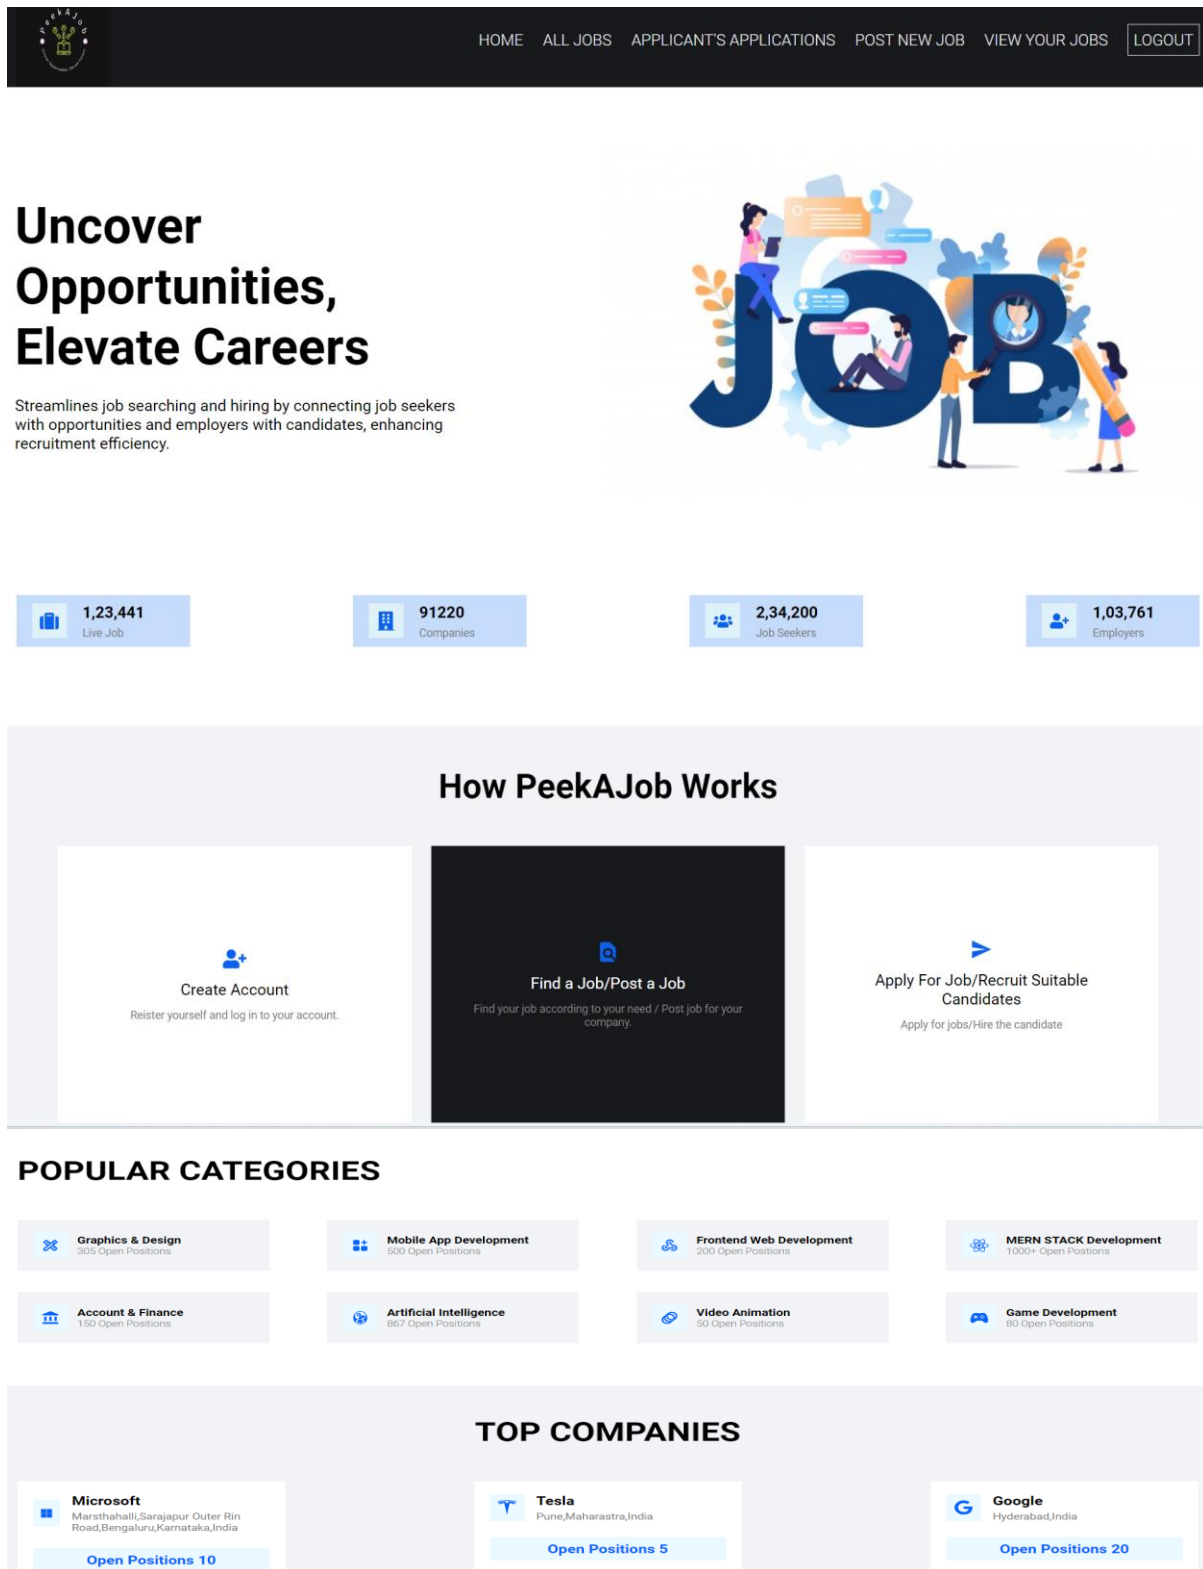 PeekAJob
HOME ALL JOBS APPLICANT'S APPLICATIONS POST NEW JOB VIEW YOUR JOBS LOGOUT
Uncover
Opportunities,
Elevate Careers
Streamlines job searching and hiring by connecting job seekers
with opportunities and employers with candidates, enhancing
recruitment efficiency.
JOB
1,23,441
Live Job
91220
Companies
2,34,200
Job Seekers
1,03,761
Employers
How PeekAJob Works
Create Account
Reister yourself and log in to your account.
Find a Job/Post a Job
Find your job according to your need / Post job for your
company.
Apply For Job/Recruit Suitable
Candidates
Apply for jobs/Hire the candidate
POPULAR CATEGORIES
Graphics & Design
305 Open Positions
Mobile App Development
500 Open Positions
Frontend Web Development
200 Open Positions
MERN STACK Development
1000+ Open Postions
Account & Finance
150 Open Positions
Artificial Intelligence
867 Open Positions
Video Animation
50 Open Positions
Game Development
80 Open Positions
TOP COMPANIES
Microsoft
Marsthahalli,Sarajapur Outer Rin
Road,Bengaluru,Karnataka,India
Open Positions 10
Tesla
Pune,Maharastra,India
Open Positions 5
Google
Hyderabad,India
Open Positions 20